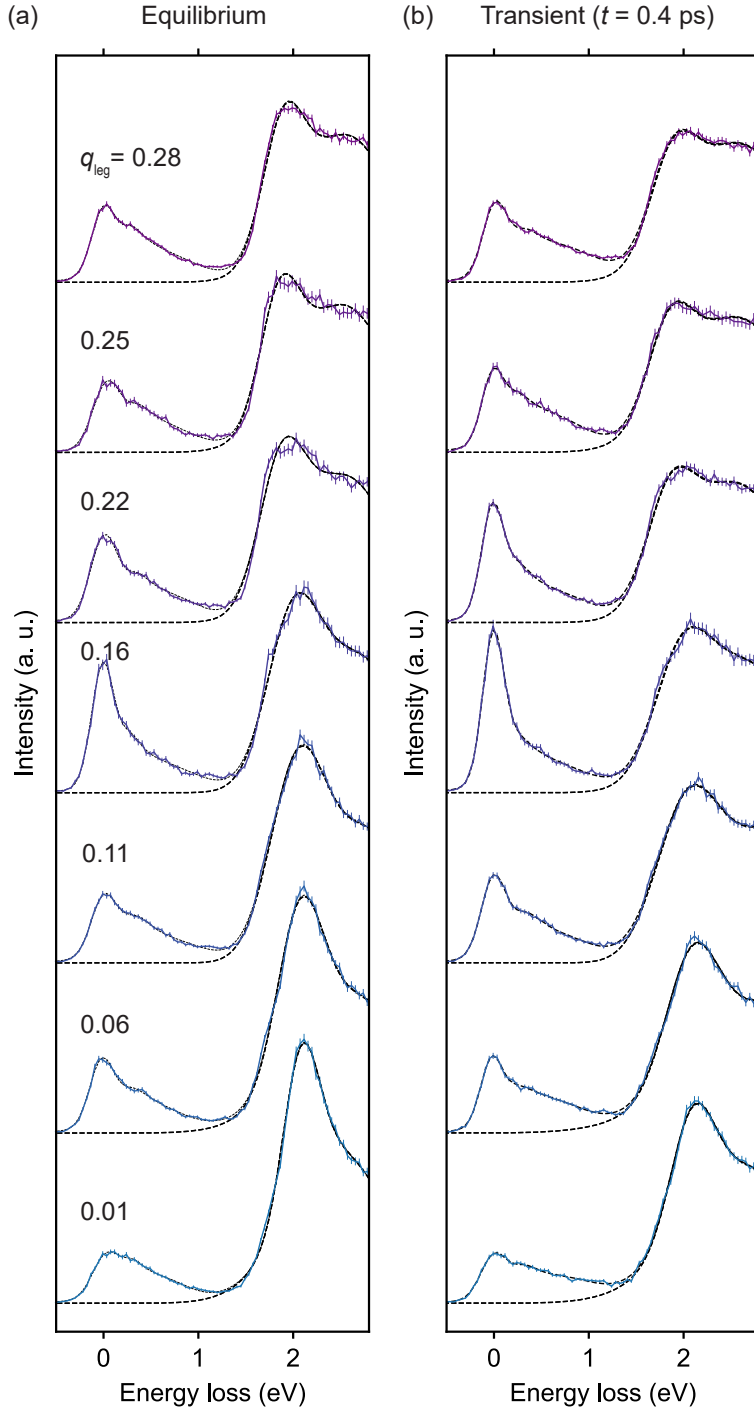 (a) Equilibrium
(b) Transient (t = 0.4 ps)
Intensity (a. u.)
q_leg = 0.28
0.25
0.22
0.16
0.11
0.06
0.01
0 1 2
Energy loss (eV)
Intensity (a. u.)
0 1 2
Energy loss (eV)